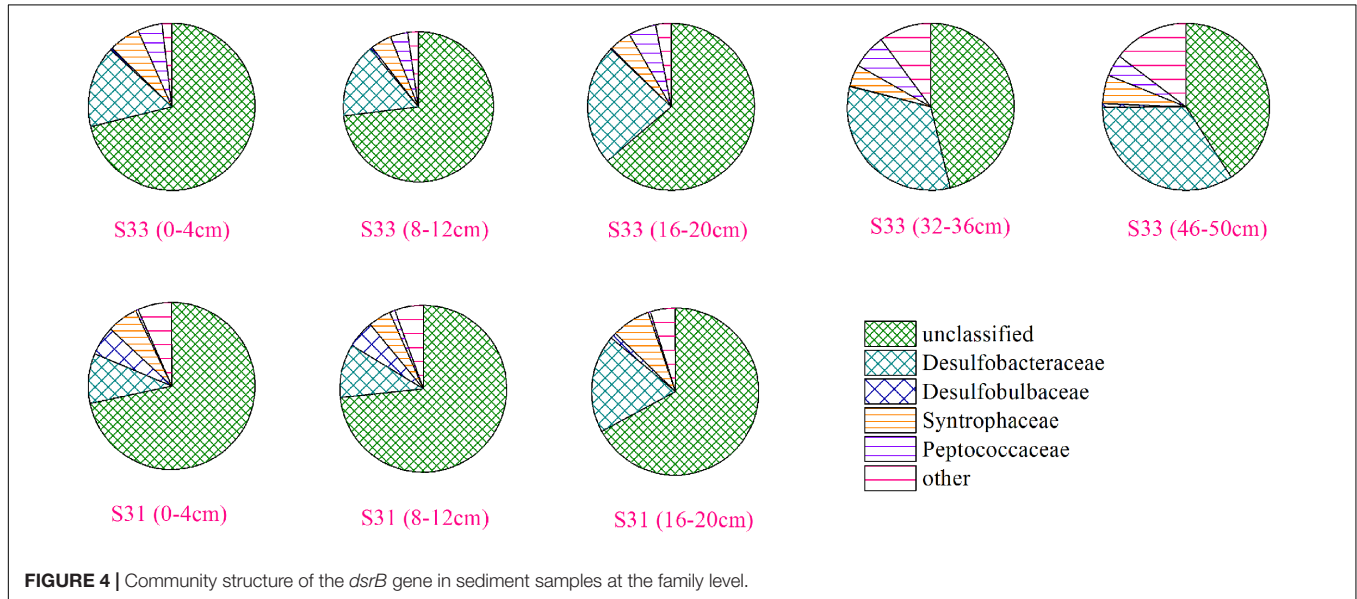 S33 (0-4cm)
S33 (8-12cm)
S33 (16-20cm)
S33 (32-36cm)
S33 (46-50cm)
S31 (0-4cm)
S31 (8-12cm)
S31 (16-20cm)
unclassified
Desulfobacteraceae
Desulfobulbaceae
Syntrophaceae
Peptococcaceae
other
FIGURE 4 | Community structure of the dsrB gene in sediment samples at the family level.